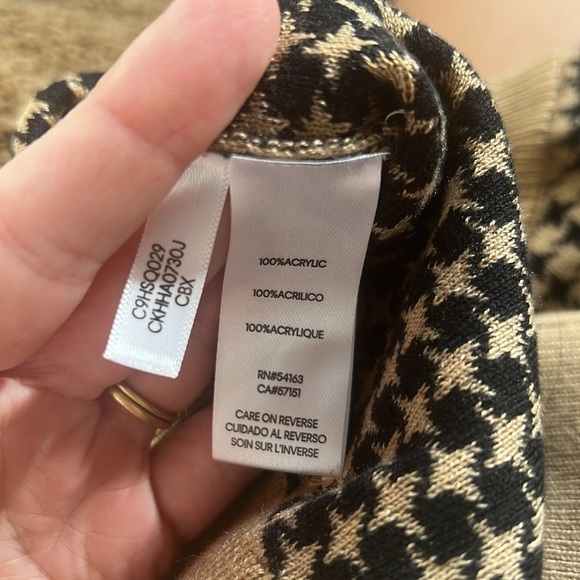 C9HSO029
CKHHA0730J
CBX
100%ACRYLIC
100%ACRILICO
100%ACRYLIQUE
RN#54163
CA#57151
CARE ON REVERSE
CUIDADO AL REVERSO
SOIN SUR L'INVERSE